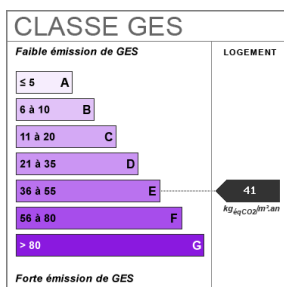 CLASSE GES
Faible émission de GES
LOGEMENT
≤ 5 A
6 à 10 B
11 à 20 C
21 à 35 D
36 à 55 E
41
kgéqCO2/m².an
56 à 80 F
> 80 G
Forte émission de GES